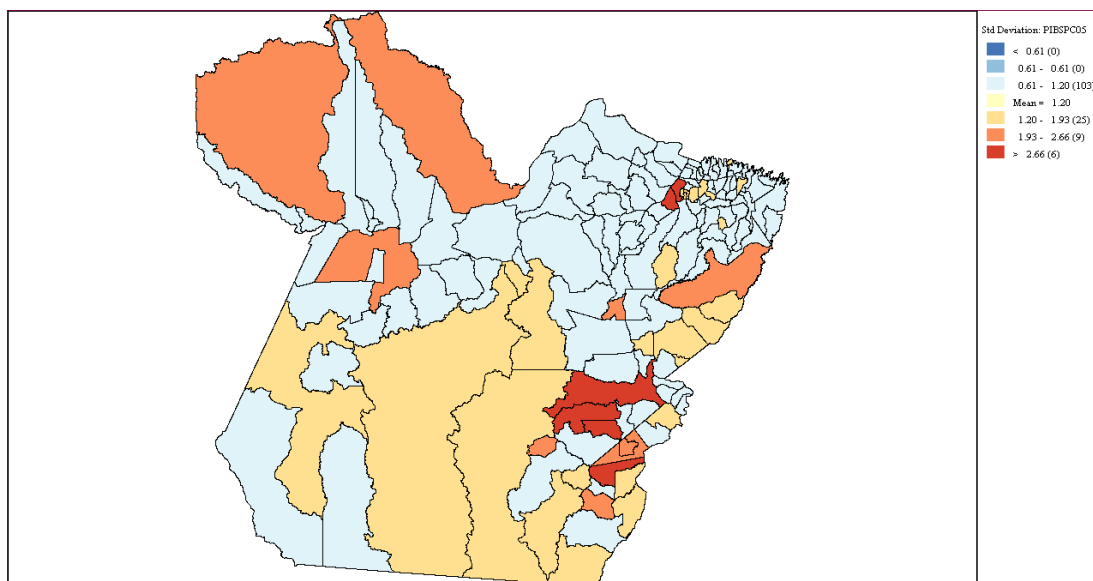 Std Deviation: PIBSPC05
< 0.61 (0)
0.61 - 0.61 (0)
0.61 - 1.20 (103)
Mean = 1.20
1.20 - 1.93 (25)
1.93 - 2.66 (9)
> 2.66 (6)